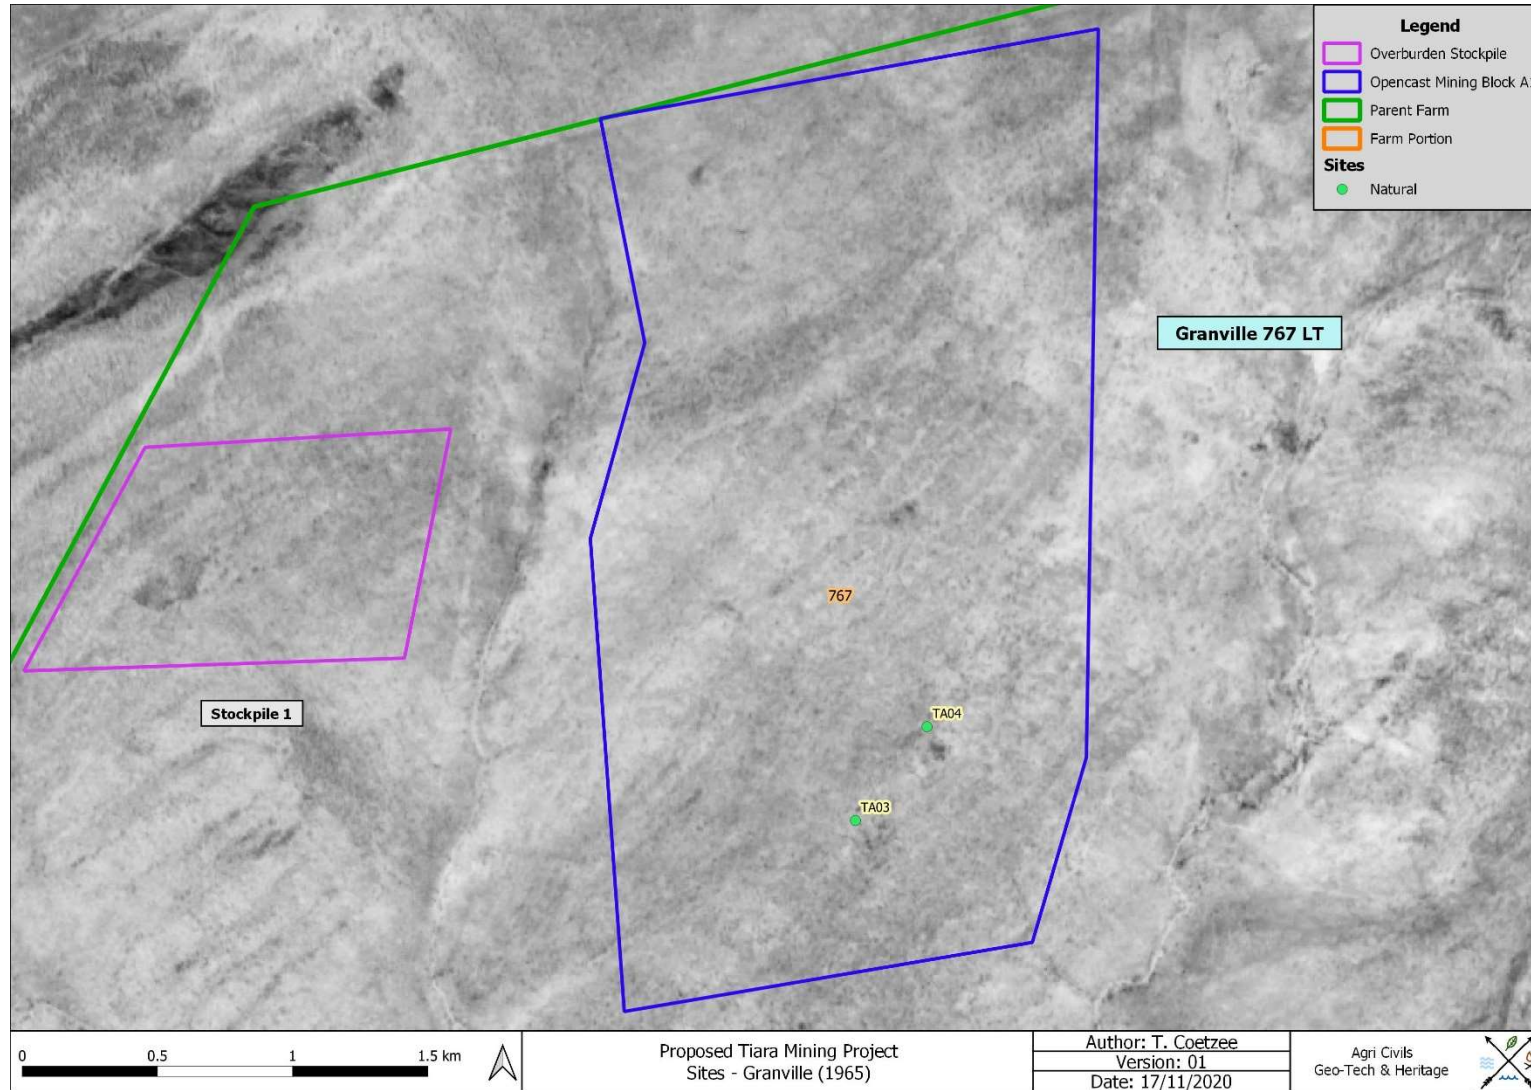 Legend
Overburden Stockpile
Opencast Mining Block A
Parent Farm
Farm Portion
Sites
Natural
Granville 767 LT
767
Stockpile 1
TA04
TA03
0 0.5 1 1.5 km
Proposed Tiara Mining Project
Sites - Granville (1965)
Author: T. Coetzee
Version: 01
Date: 17/11/2020
Agri Civils
Geo-Tech & Heritage